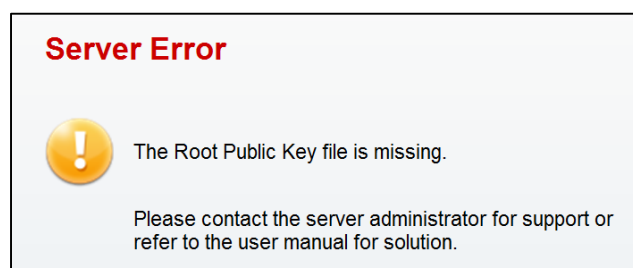 Server Error
The Root Public Key file is missing.
Please contact the server administrator for support or
refer to the user manual for solution.